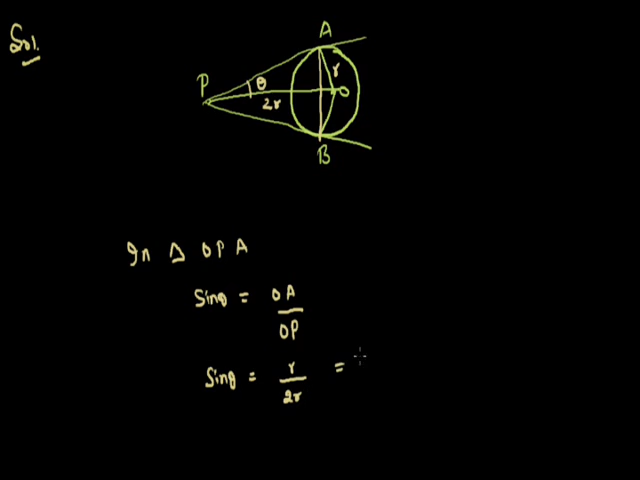 Sol.
A
P
θ
r
O
2r
B
In Δ OPA
Sinθ = OA/OP
Sinθ = r/2r =